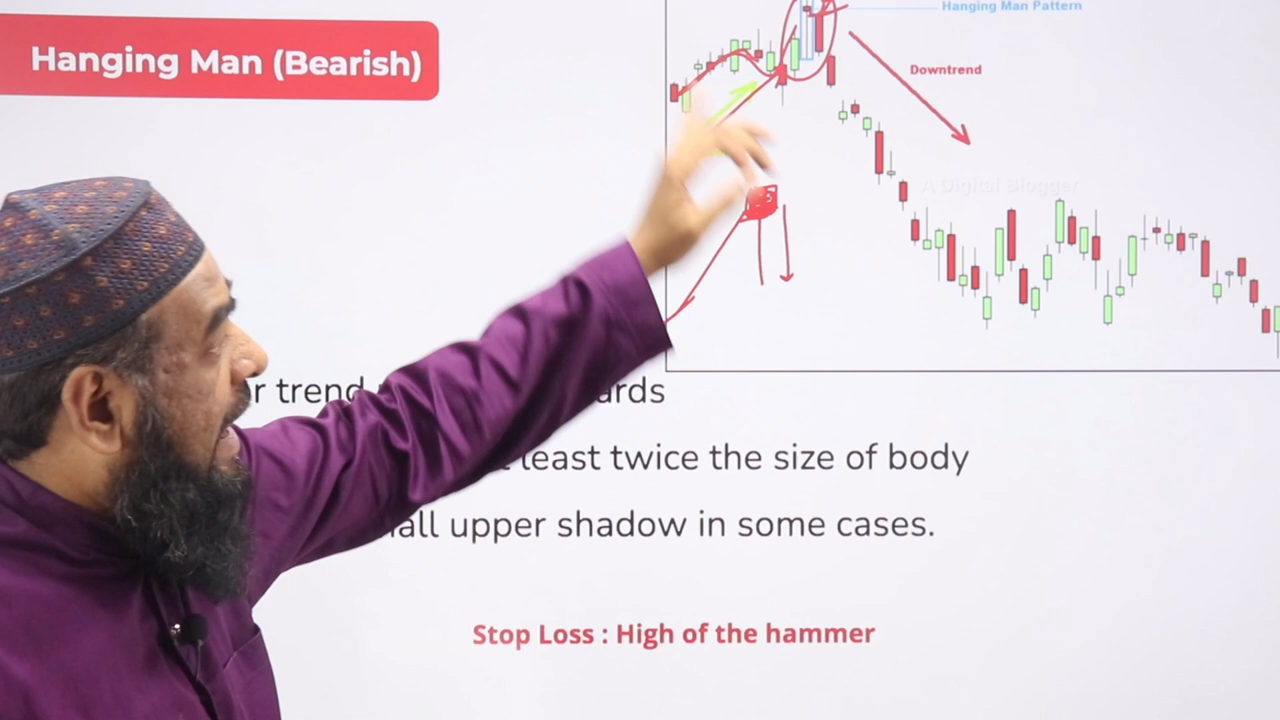 Hanging Man Pattern
Hanging Man (Bearish)
Downtrend
A Digital Blogger
r trend ards
least twice the size of body
all upper shadow in some cases.
Stop Loss : High of the hammer